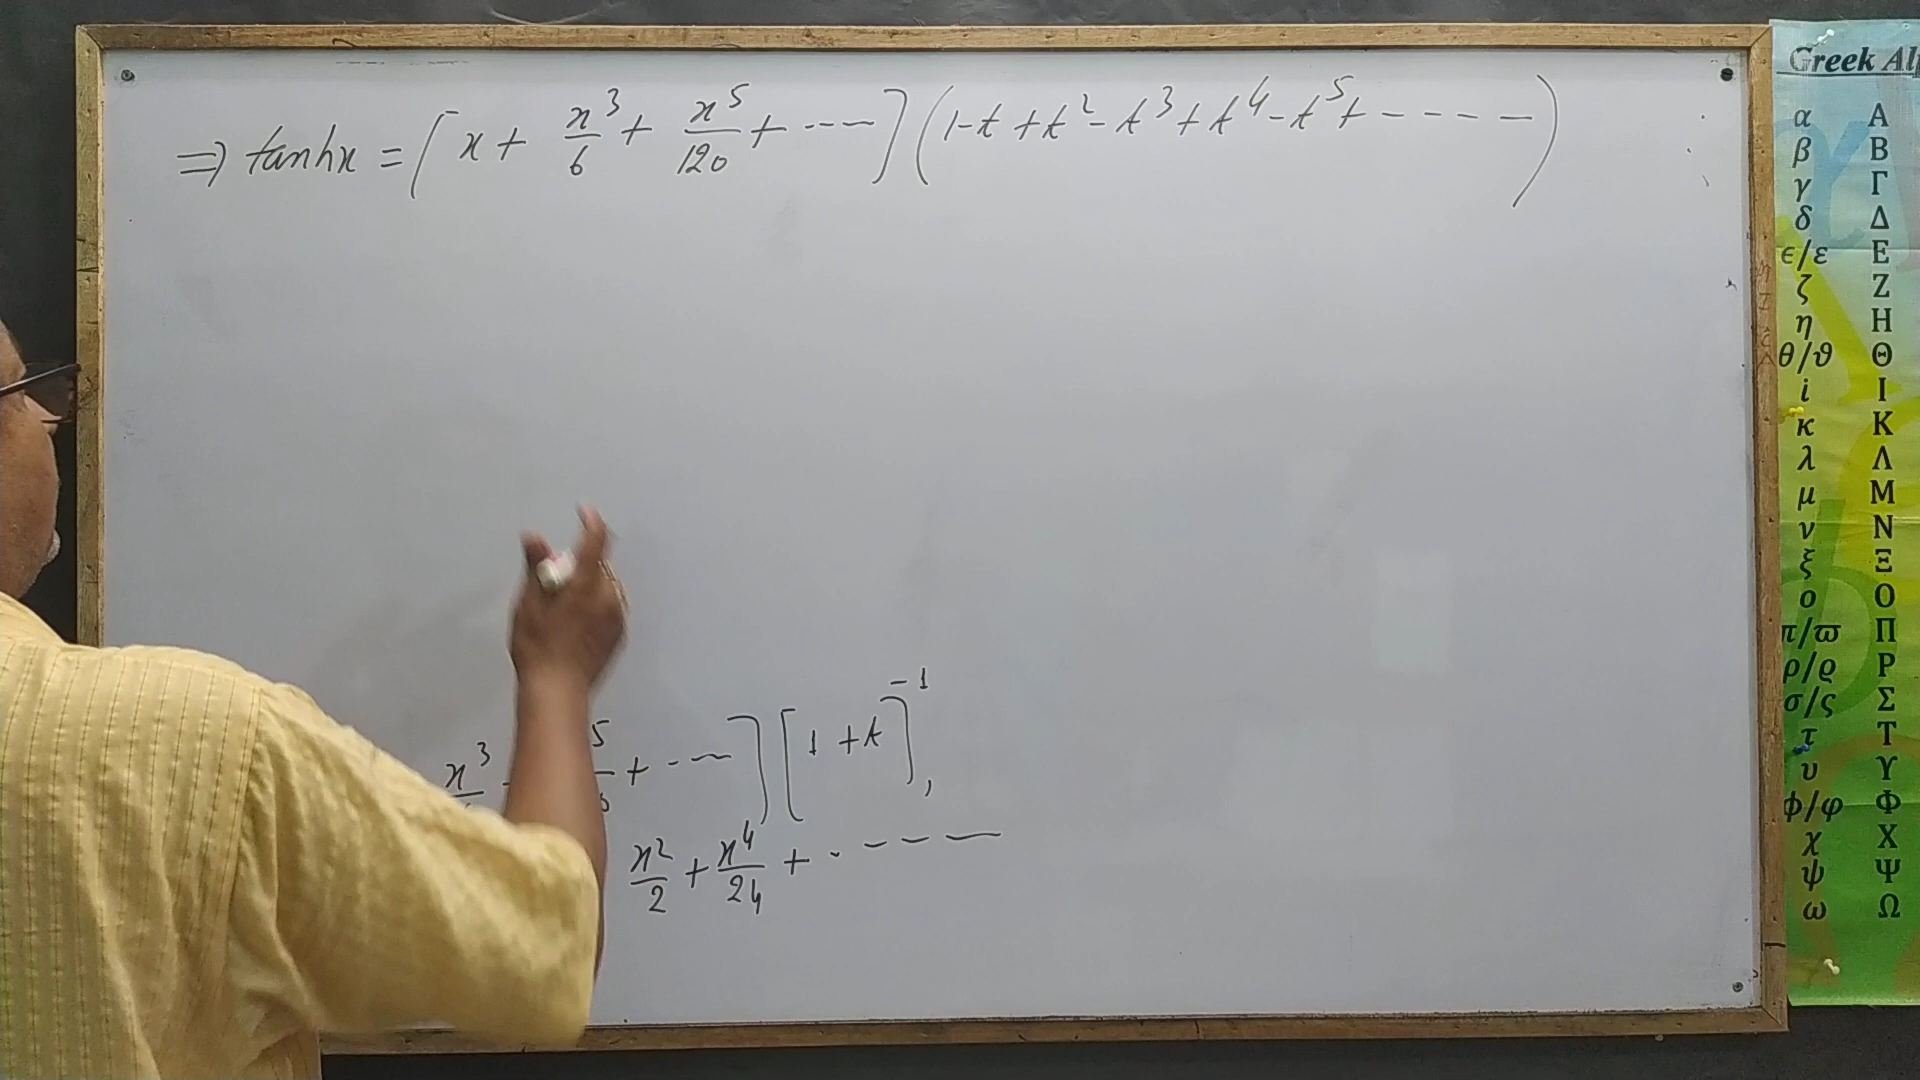 ⇒ tanhx = [x + x³/6 + x⁵/120 + ----] (1-t+t²-t³+t⁴-t⁵+-----)
x³ 5 + ----] [1+t]⁻¹,
x²/2 + x⁴/24 + -----
Greek Al
α Α
β Β
γ Γ
δ Δ
ϵ/ε Ε
ζ Ζ
η Η
θ/ϑ Θ
i Ι
κ Κ
λ Λ
μ Μ
ν Ν
ξ Ξ
ο Ο
π/ϖ Π
ρ/ϱ Ρ
σ/ς Σ
τ Τ
υ Υ
ϕ/φ Φ
χ Χ
ψ Ψ
ω Ω